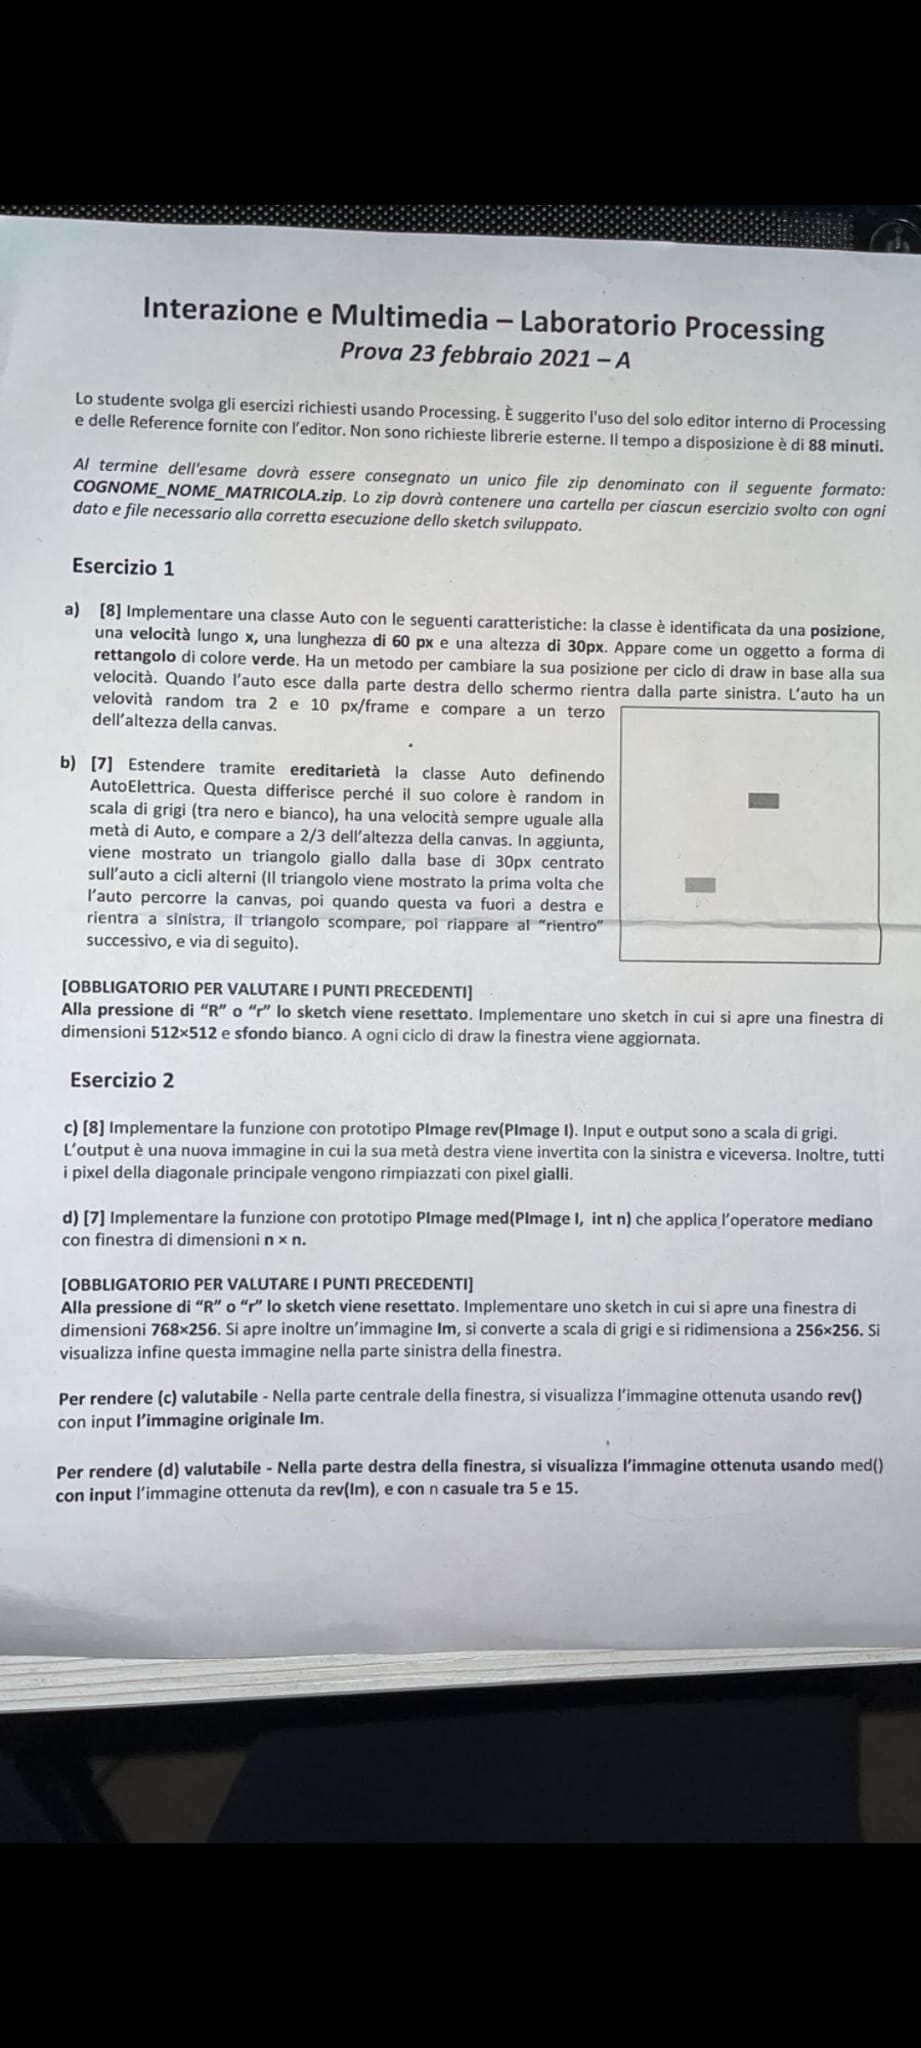 Interazione e Multimedia – Laboratorio Processing
Prova 23 febbraio 2021 – A
Lo studente svolga gli esercizi richiesti usando Processing. È suggerito l'uso del solo editor interno di Processing
e delle Reference fornite con l'editor. Non sono richieste librerie esterne. Il tempo a disposizione è di 88 minuti.
Al termine dell'esame dovrà essere consegnato un unico file zip denominato con il seguente formato:
COGNOME_NOME_MATRICOLA.zip. Lo zip dovrà contenere una cartella per ciascun esercizio svolto con ogni
dato e file necessario alla corretta esecuzione dello sketch sviluppato.
Esercizio 1
a) [8] Implementare una classe Auto con le seguenti caratteristiche: la classe è identificata da una posizione,
una velocità lungo x, una lunghezza di 60 px e una altezza di 30px. Appare come un oggetto a forma di
rettangolo di colore verde. Ha un metodo per cambiare la sua posizione per ciclo di draw in base alla sua
velocità. Quando l'auto esce dalla parte destra dello schermo rientra dalla parte sinistra. L'auto ha un
velovità random tra 2 e 10 px/frame e compare a un terzo
dell'altezza della canvas.
b) [7] Estendere tramite ereditarietà la classe Auto definendo
AutoElettrica. Questa differisce perché il suo colore è random in
scala di grigi (tra nero e bianco), ha una velocità sempre uguale alla
metà di Auto, e compare a 2/3 dell'altezza della canvas. In aggiunta,
viene mostrato un triangolo giallo dalla base di 30px centrato
sull'auto a cicli alterni (Il triangolo viene mostrato la prima volta che
l'auto percorre la canvas, poi quando questa va fuori a destra e
rientra a sinistra, il triangolo scompare, poi riappare al "rientro"
successivo, e via di seguito).
[OBBLIGATORIO PER VALUTARE I PUNTI PRECEDENTI]
Alla pressione di "R" o "r" lo sketch viene resettato. Implementare uno sketch in cui si apre una finestra di
dimensioni 512×512 e sfondo bianco. A ogni ciclo di draw la finestra viene aggiornata.
Esercizio 2
c) [8] Implementare la funzione con prototipo PImage rev(PImage I). Input e output sono a scala di grigi.
L'output è una nuova immagine in cui la sua metà destra viene invertita con la sinistra e viceversa. Inoltre, tutti
i pixel della diagonale principale vengono rimpiazzati con pixel gialli.
d) [7] Implementare la funzione con prototipo PImage med(PImage I, int n) che applica l'operatore mediano
con finestra di dimensioni n × n.
[OBBLIGATORIO PER VALUTARE I PUNTI PRECEDENTI]
Alla pressione di "R" o "r" lo sketch viene resettato. Implementare uno sketch in cui si apre una finestra di
dimensioni 768×256. Si apre inoltre un'immagine Im, si converte a scala di grigi e si ridimensiona a 256×256. Si
visualizza infine questa immagine nella parte sinistra della finestra.
Per rendere (c) valutabile - Nella parte centrale della finestra, si visualizza l'immagine ottenuta usando rev()
con input l'immagine originale Im.
Per rendere (d) valutabile - Nella parte destra della finestra, si visualizza l'immagine ottenuta usando med()
con input l'immagine ottenuta da rev(Im), e con n casuale tra 5 e 15.